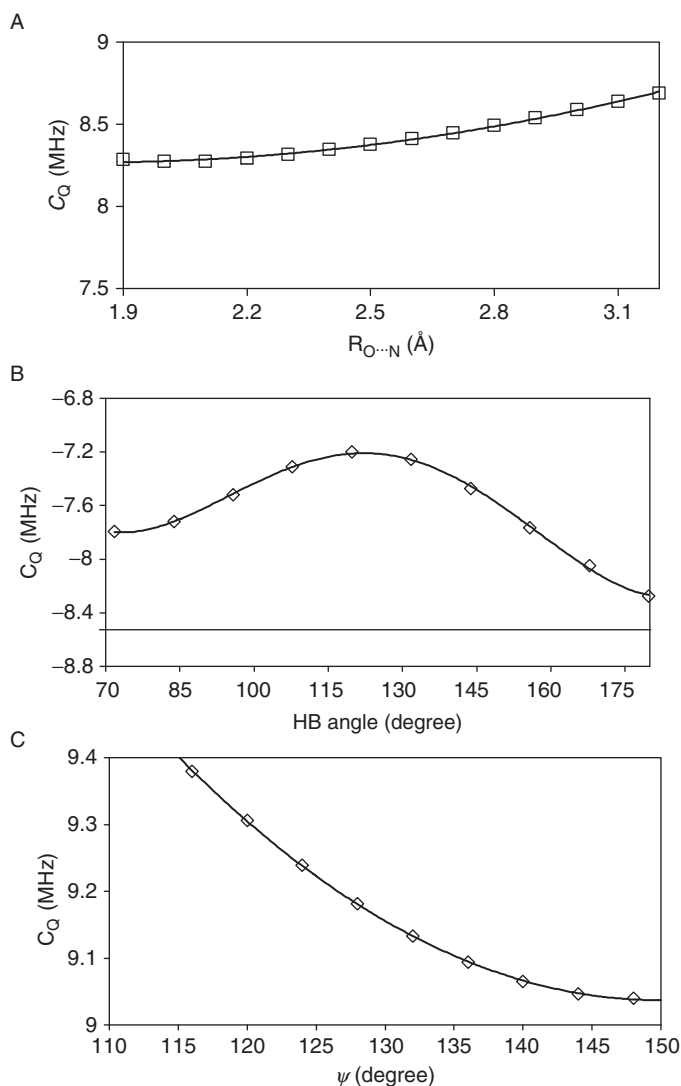 A
9
8.5
8
7.5
C_Q (MHz)
1.9 2.2 2.5 2.8 3.1
R_O···N (Å)
B
−6.8
−7.2
−7.6
−8
−8.4
−8.8
C_Q (MHz)
70 85 100 115 130 145 160 175
HB angle (degree)
C
9.4
9.3
9.2
9.1
9
C_Q (MHz)
110 115 120 125 130 135 140 145 150
ψ (degree)